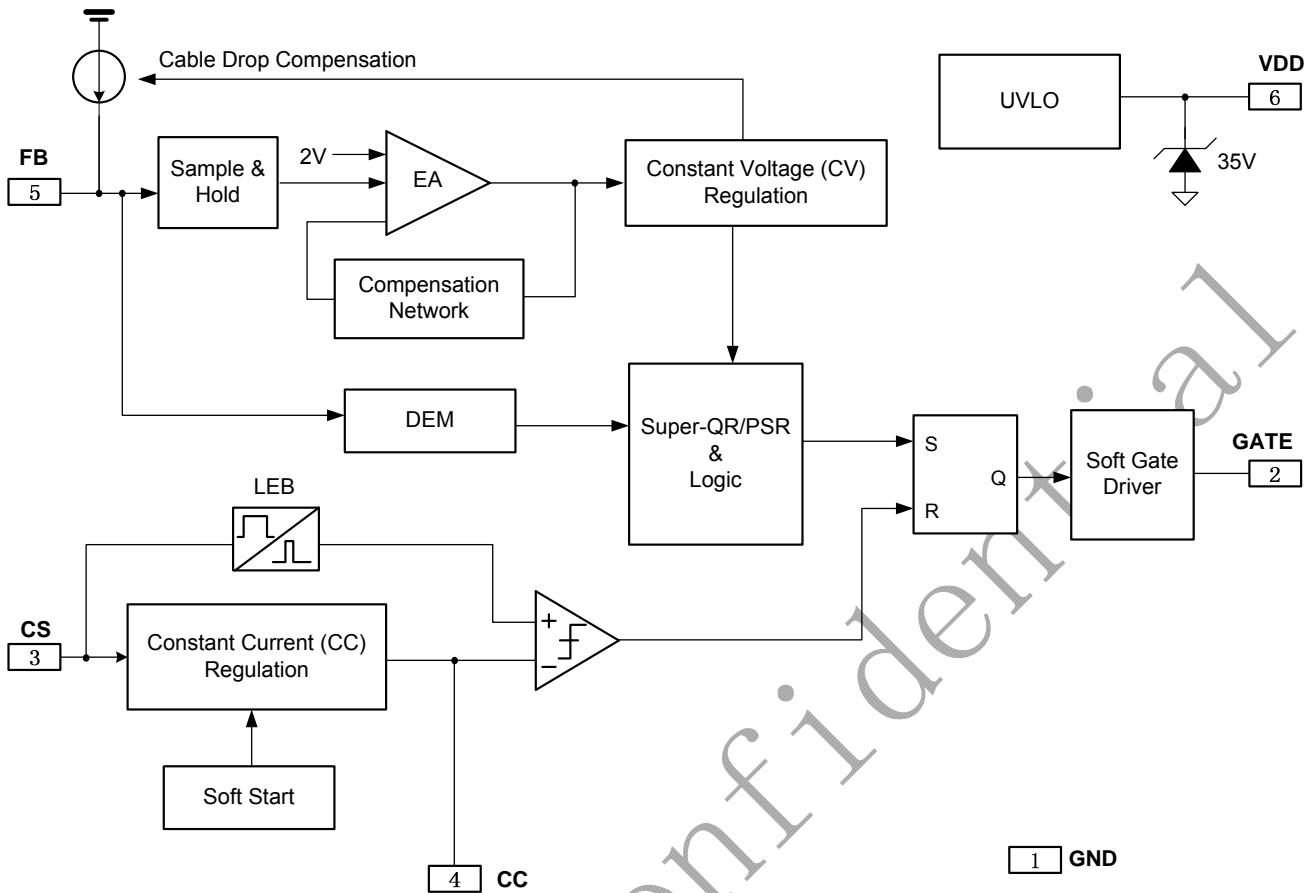 Cable Drop Compensation
VDD
6
UVLO
35V
FB
5
Sample &
Hold
2V
EA
Constant Voltage (CV)
Regulation
Compensation
Network
DEM
Super-QR/PSR
&
Logic
S
Q
R
Soft Gate
Driver
GATE
2
LEB
CS
3
Constant Current (CC)
Regulation
+
−
Soft Start
4
CC
1
GND
onfidential